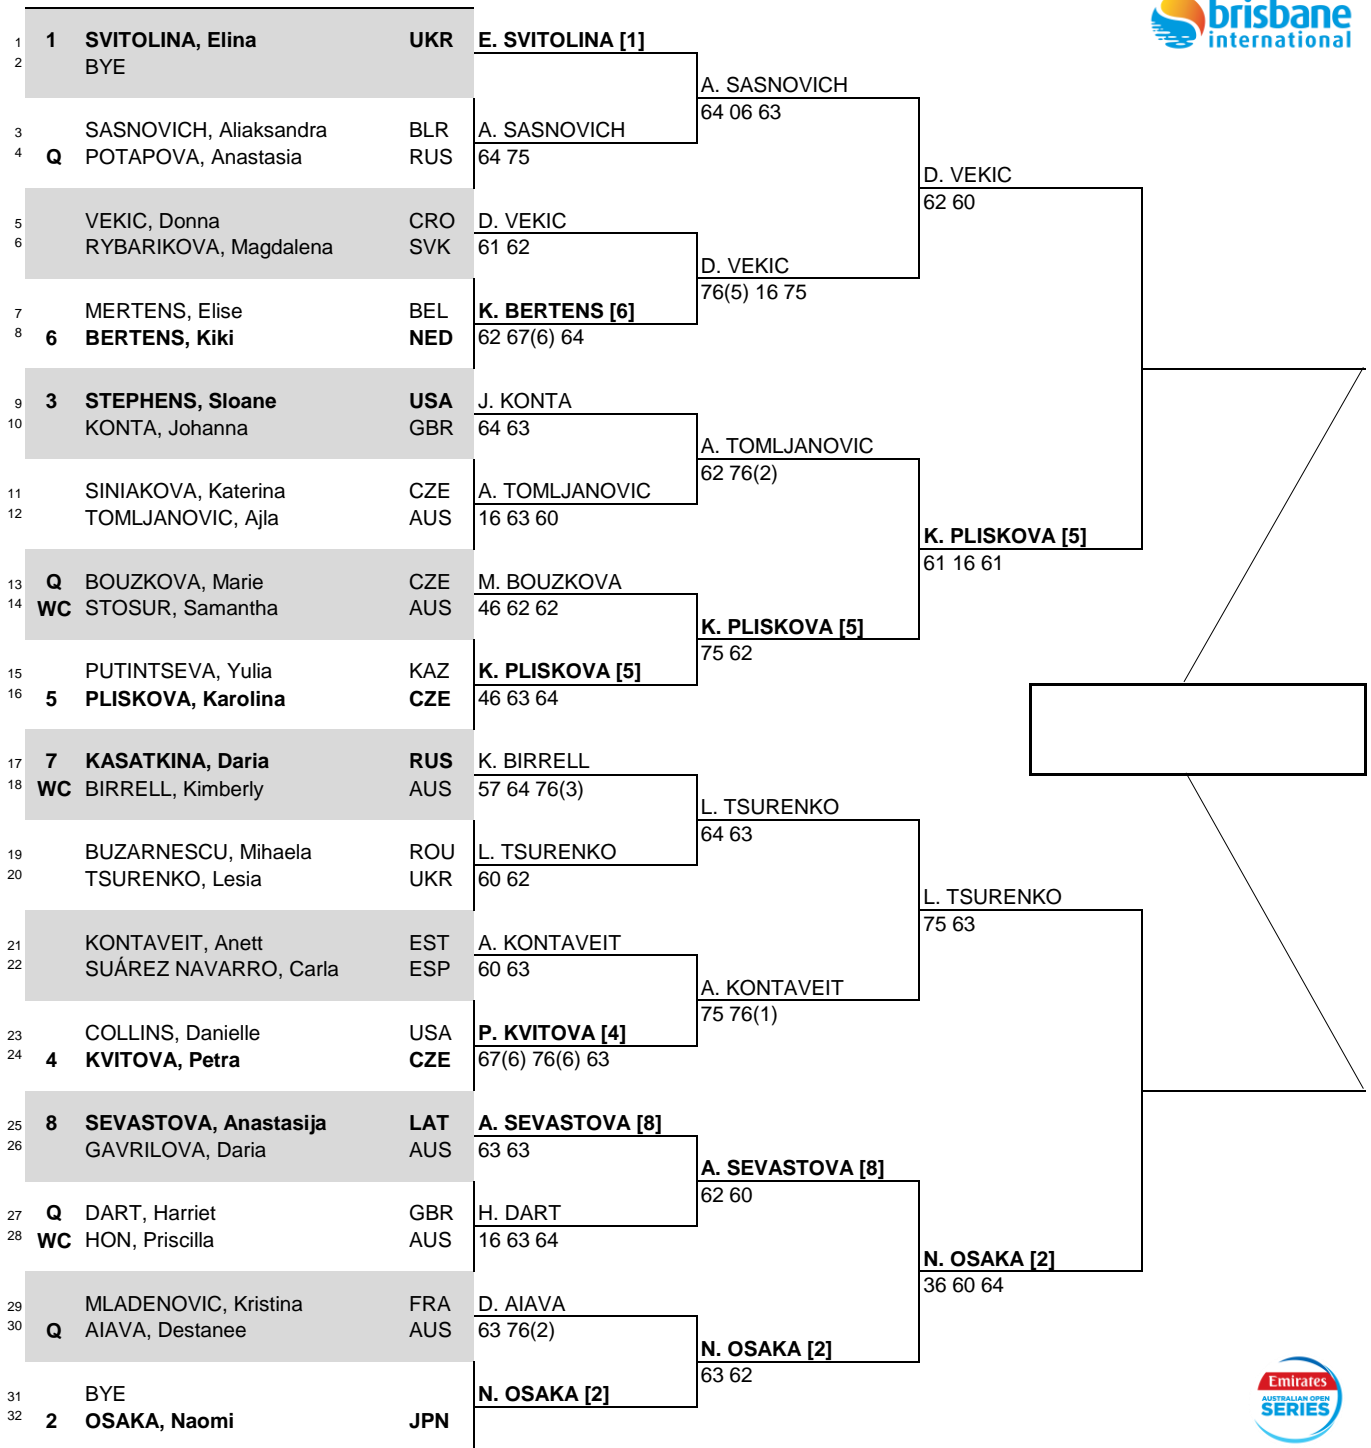 brisbane
international
1 1 SVITOLINA, Elina UKR
2 BYE
3 SASNOVICH, Aliaksandra BLR
4 Q POTAPOVA, Anastasia RUS
5 VEKIC, Donna CRO
6 RYBARIKOVA, Magdalena SVK
7 MERTENS, Elise BEL
8 6 BERTENS, Kiki NED
9 3 STEPHENS, Sloane USA
10 KONTA, Johanna GBR
11 SINIAKOVA, Katerina CZE
12 TOMLJANOVIC, Ajla AUS
13 Q BOUZKOVA, Marie CZE
14 WC STOSUR, Samantha AUS
15 PUTINTSEVA, Yulia KAZ
16 5 PLISKOVA, Karolina CZE
17 7 KASATKINA, Daria RUS
18 WC BIRRELL, Kimberly AUS
19 BUZARNESCU, Mihaela ROU
20 TSURENKO, Lesia UKR
21 KONTAVEIT, Anett EST
22 SUÁREZ NAVARRO, Carla ESP
23 COLLINS, Danielle USA
24 4 KVITOVA, Petra CZE
25 8 SEVASTOVA, Anastasija LAT
26 GAVRILOVA, Daria AUS
27 Q DART, Harriet GBR
28 WC HON, Priscilla AUS
29 MLADENOVIC, Kristina FRA
30 Q AIAVA, Destanee AUS
31 BYE
32 2 OSAKA, Naomi JPN
E. SVITOLINA [1]
A. SASNOVICH
64 75
D. VEKIC
61 62
K. BERTENS [6]
62 67(6) 64
J. KONTA
64 63
A. TOMLJANOVIC
16 63 60
M. BOUZKOVA
46 62 62
K. PLISKOVA [5]
46 63 64
K. BIRRELL
57 64 76(3)
L. TSURENKO
60 62
A. KONTAVEIT
60 63
P. KVITOVA [4]
67(6) 76(6) 63
A. SEVASTOVA [8]
63 63
H. DART
16 63 64
D. AIAVA
63 76(2)
N. OSAKA [2]
A. SASNOVICH
64 06 63
D. VEKIC
76(5) 16 75
A. TOMLJANOVIC
62 76(2)
K. PLISKOVA [5]
75 62
L. TSURENKO
64 63
A. KONTAVEIT
75 76(1)
A. SEVASTOVA [8]
62 60
N. OSAKA [2]
63 62
D. VEKIC
62 60
K. PLISKOVA [5]
61 16 61
L. TSURENKO
75 63
N. OSAKA [2]
36 60 64
Emirates
AUSTRALIAN OPEN
SERIES